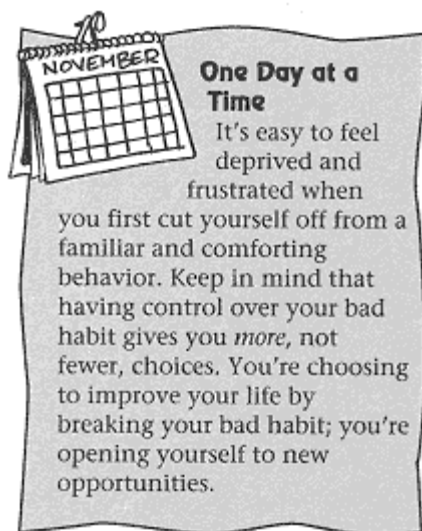 NOVEMBER
One Day at a
Time
It's easy to feel
deprived and
frustrated when
you first cut yourself off from a
familiar and comforting
behavior. Keep in mind that
having control over your bad
habit gives you more, not
fewer, choices. You're choosing
to improve your life by
breaking your bad habit; you're
opening yourself to new
opportunities.